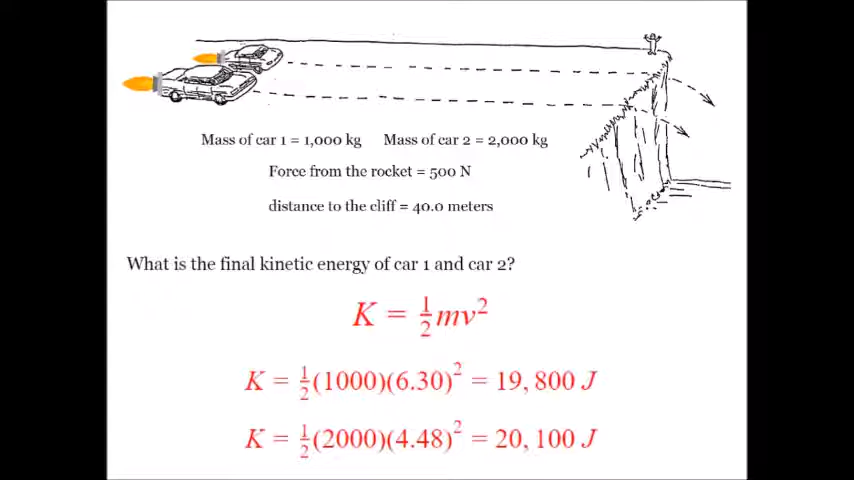 Mass of car 1 = 1,000 kg    Mass of car 2 = 2,000 kg
Force from the rocket = 500 N
distance to the cliff = 40.0 meters
What is the final kinetic energy of car 1 and car 2?
K = ½mv²
K = ½(1000)(6.30)² = 19, 800 J
K = ½(2000)(4.48)² = 20, 100 J